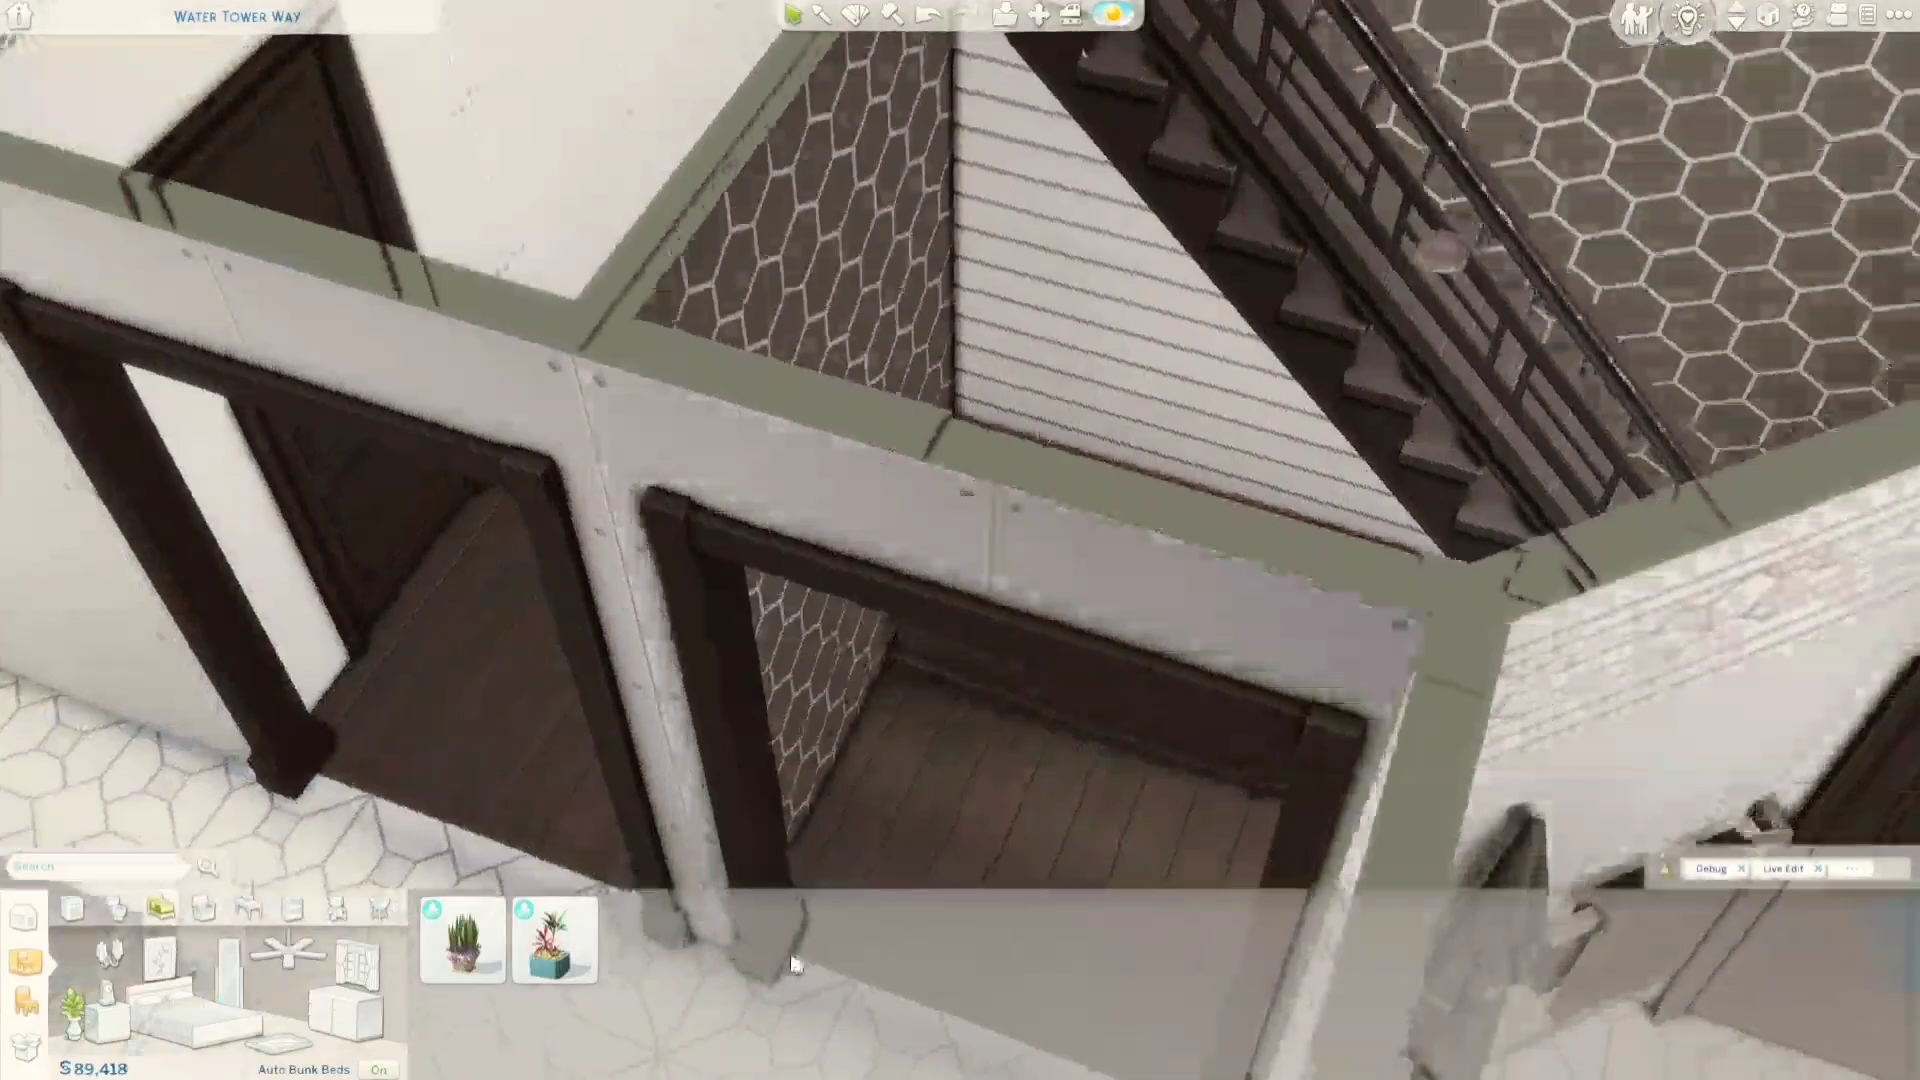 WATER TOWER WAY
Search
Debug
Live Edit
§89,418
Auto Bunk Beds
On